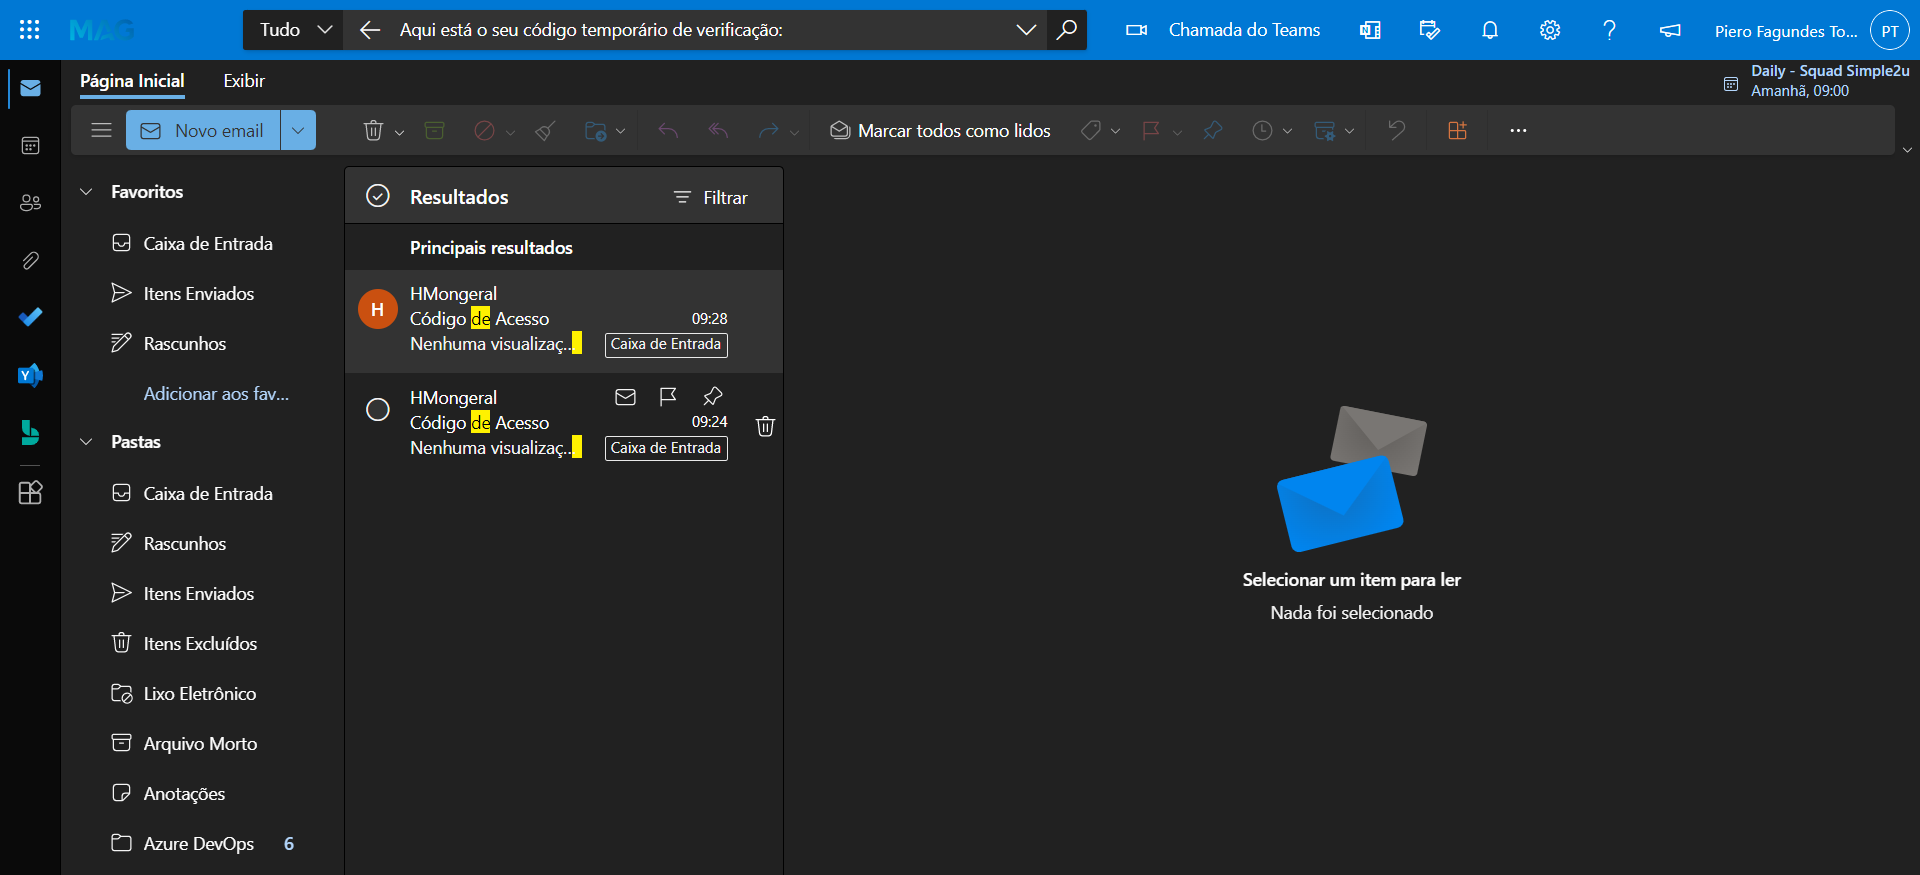 MAG
Tudo
Aqui está o seu código temporário de verificação:
Chamada do Teams
Piero Fagundes To...
PT
Página Inicial
Exibir
Daily - Squad Simple2u
Amanhã, 09:00
Novo email
Marcar todos como lidos
Favoritos
Caixa de Entrada
Itens Enviados
Rascunhos
Adicionar aos fav...
Pastas
Caixa de Entrada
Rascunhos
Itens Enviados
Itens Excluídos
Lixo Eletrônico
Arquivo Morto
Anotações
Azure DevOps 6
Resultados
Filtrar
Principais resultados
H
HMongeral
Código de Acesso 09:28
Nenhuma visualizaç... Caixa de Entrada
HMongeral
Código de Acesso 09:24
Nenhuma visualizaç... Caixa de Entrada
Selecionar um item para ler
Nada foi selecionado